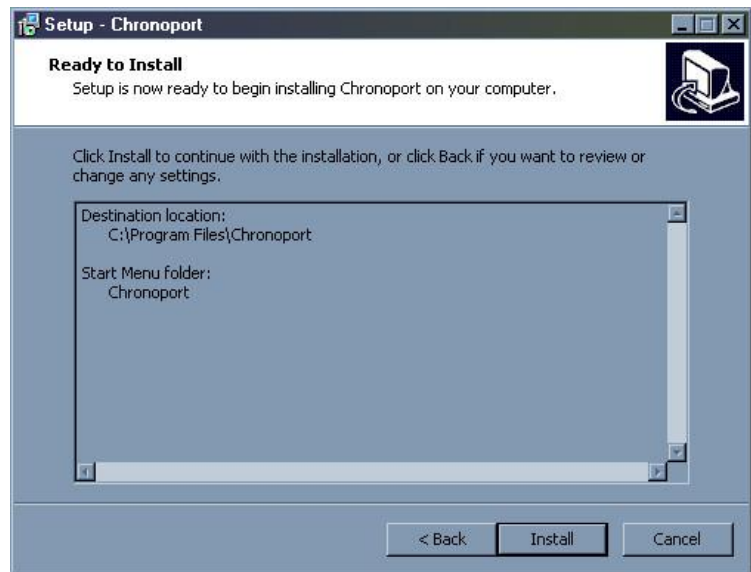 Setup - Chronoport
Ready to Install
Setup is now ready to begin installing Chronoport on your computer.
Click Install to continue with the installation, or click Back if you want to review or
change any settings.
Destination location:
C:\Program Files\Chronoport
Start Menu folder:
Chronoport
< Back
Install
Cancel